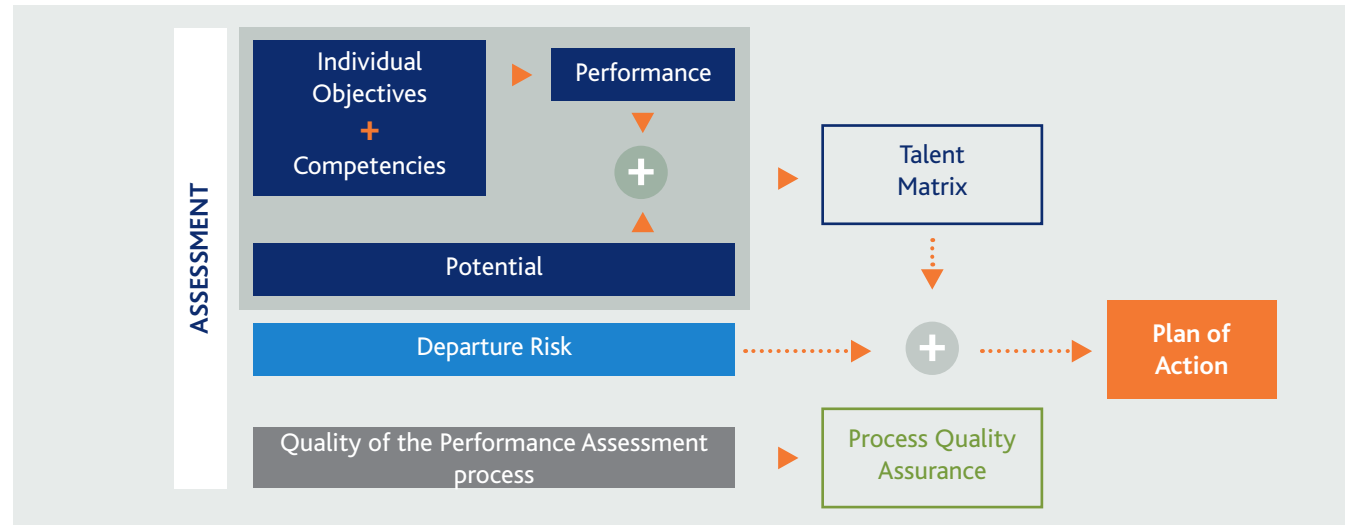 ASSESSMENT
Individual
Objectives
+
Competencies
Performance
+
Potential
Talent
Matrix
Departure Risk
+
Plan of
Action
Quality of the Performance Assessment
process
Process Quality
Assurance